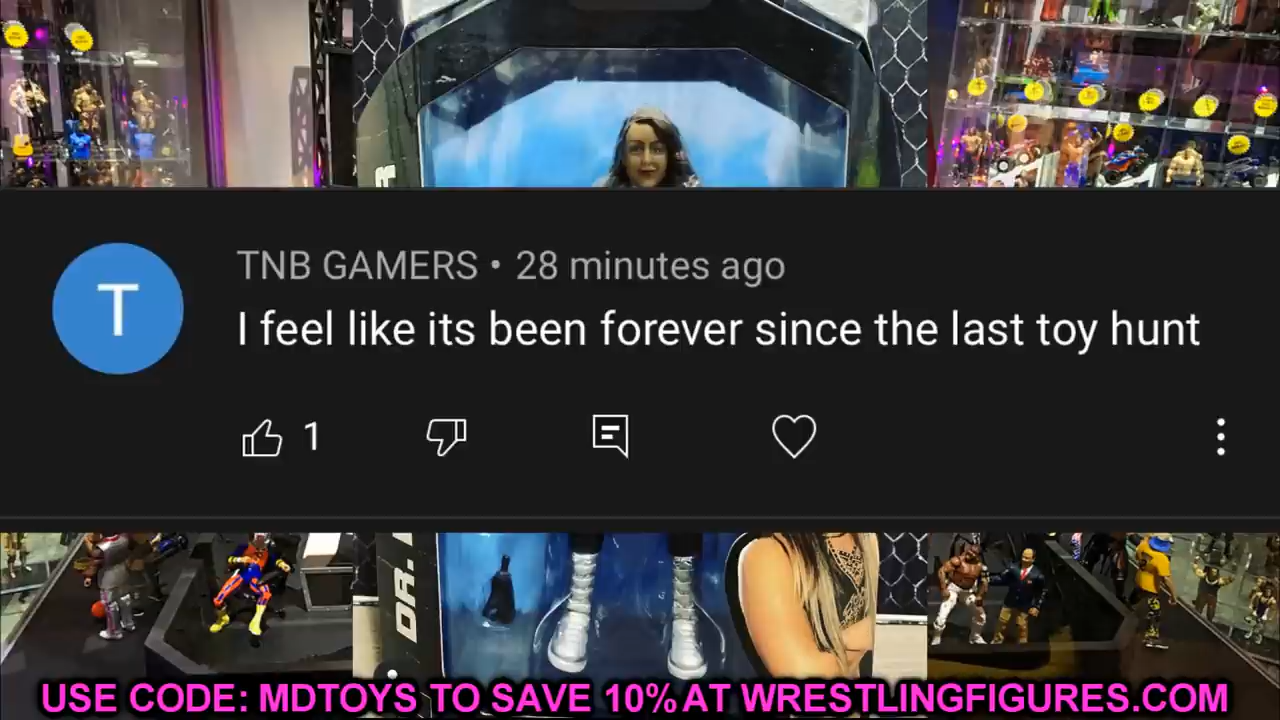 TNB GAMERS • 28 minutes ago
T
I feel like its been forever since the last toy hunt
1
DR.
USE CODE: MDTOYS TO SAVE 10% AT WRESTLINGFIGURES.COM